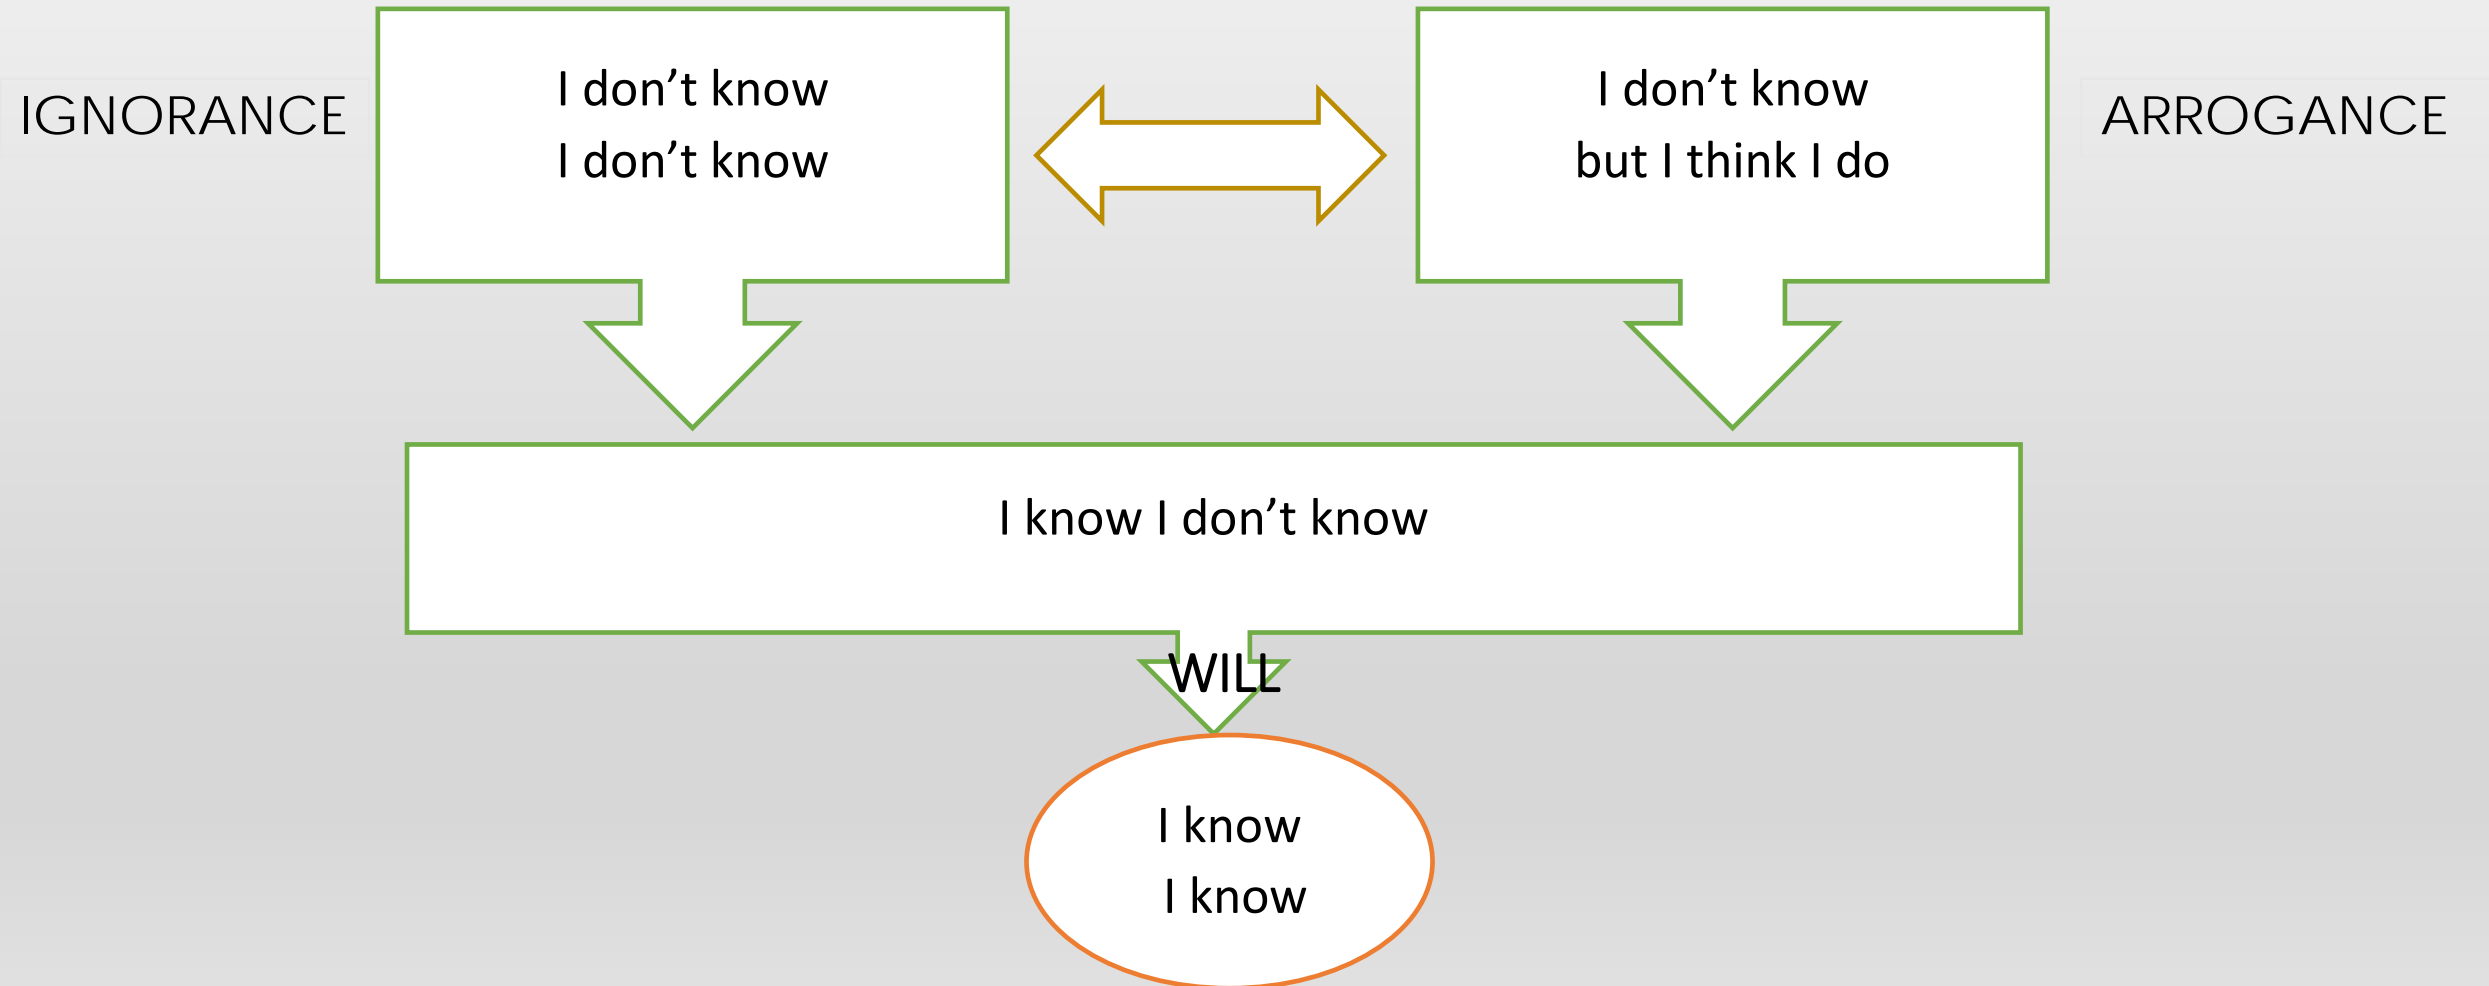 IGNORANCE
I don’t know
I don’t know
I don’t know
but I think I do
ARROGANCE
I know I don’t know
WILL
I know
I know